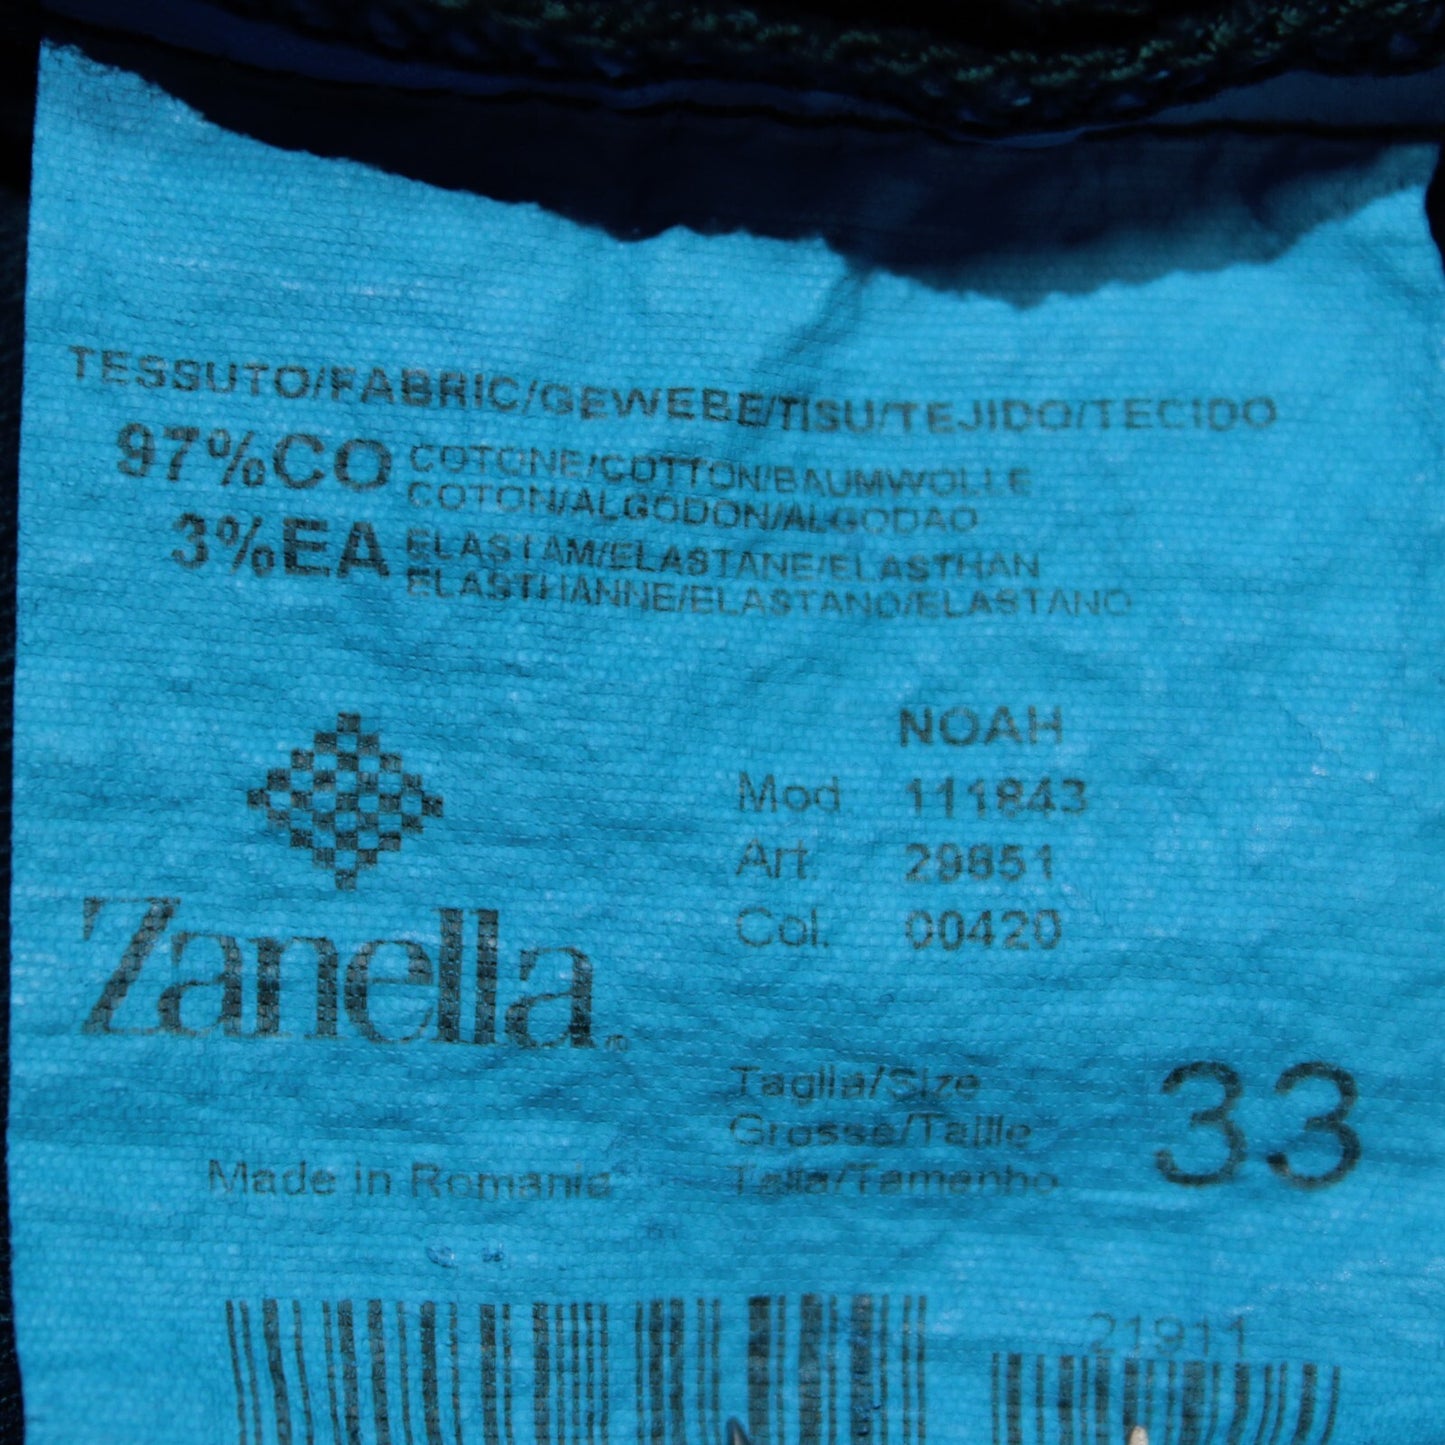 TESSUTO/FABRIC/GEWEBE/TISU/TEJIDO/TECIDO
97%CO COTONE/COTTON/BAUMWOLLE
COTON/ALGODON/ALGODAO
3%EA ELASTAM/ELASTANE/ELASTHAN
ELASTHANNE/ELASTANO/ELASTANO
NOAH
Mod 111843
Art. 29851
Col. 00420
Zanella®
Taglia/Size
Grosse/Taille
Talla/Tamanho
33
Made in Romania
21911